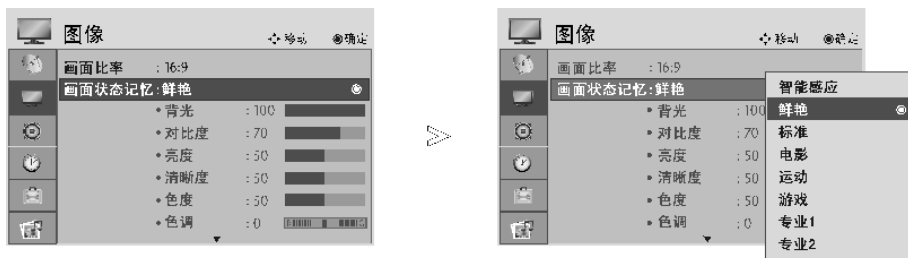 图像 移动 确定
画面比率 : 16:9
画面状态记忆 : 鲜艳
• 背光 : 100
• 对比度 : 70
• 亮度 : 50
• 清晰度 : 50
• 色度 : 50
• 色调 : 0
图像 移动 确定
画面比率 : 16:9
画面状态记忆 : 鲜艳
• 背光 : 100
• 对比度 : 70
• 亮度 : 50
• 清晰度 : 50
• 色度 : 50
• 色调 : 0
智能感应
鲜艳
标准
电影
运动
游戏
专业1
专业2